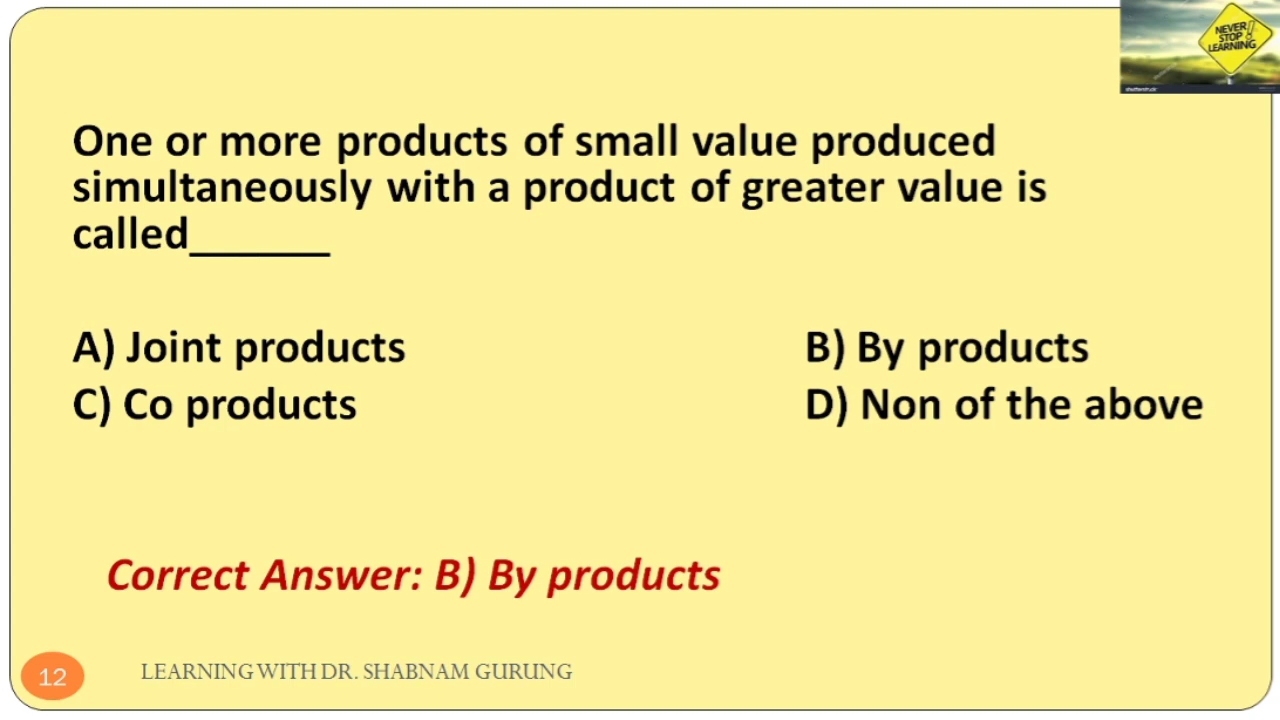 NEVER
STOP !
LEARNING
shutterstock
One or more products of small value produced
simultaneously with a product of greater value is
called______
A) Joint products B) By products
C) Co products D) Non of the above
Correct Answer: B) By products
12 LEARNING WITH DR. SHABNAM GURUNG